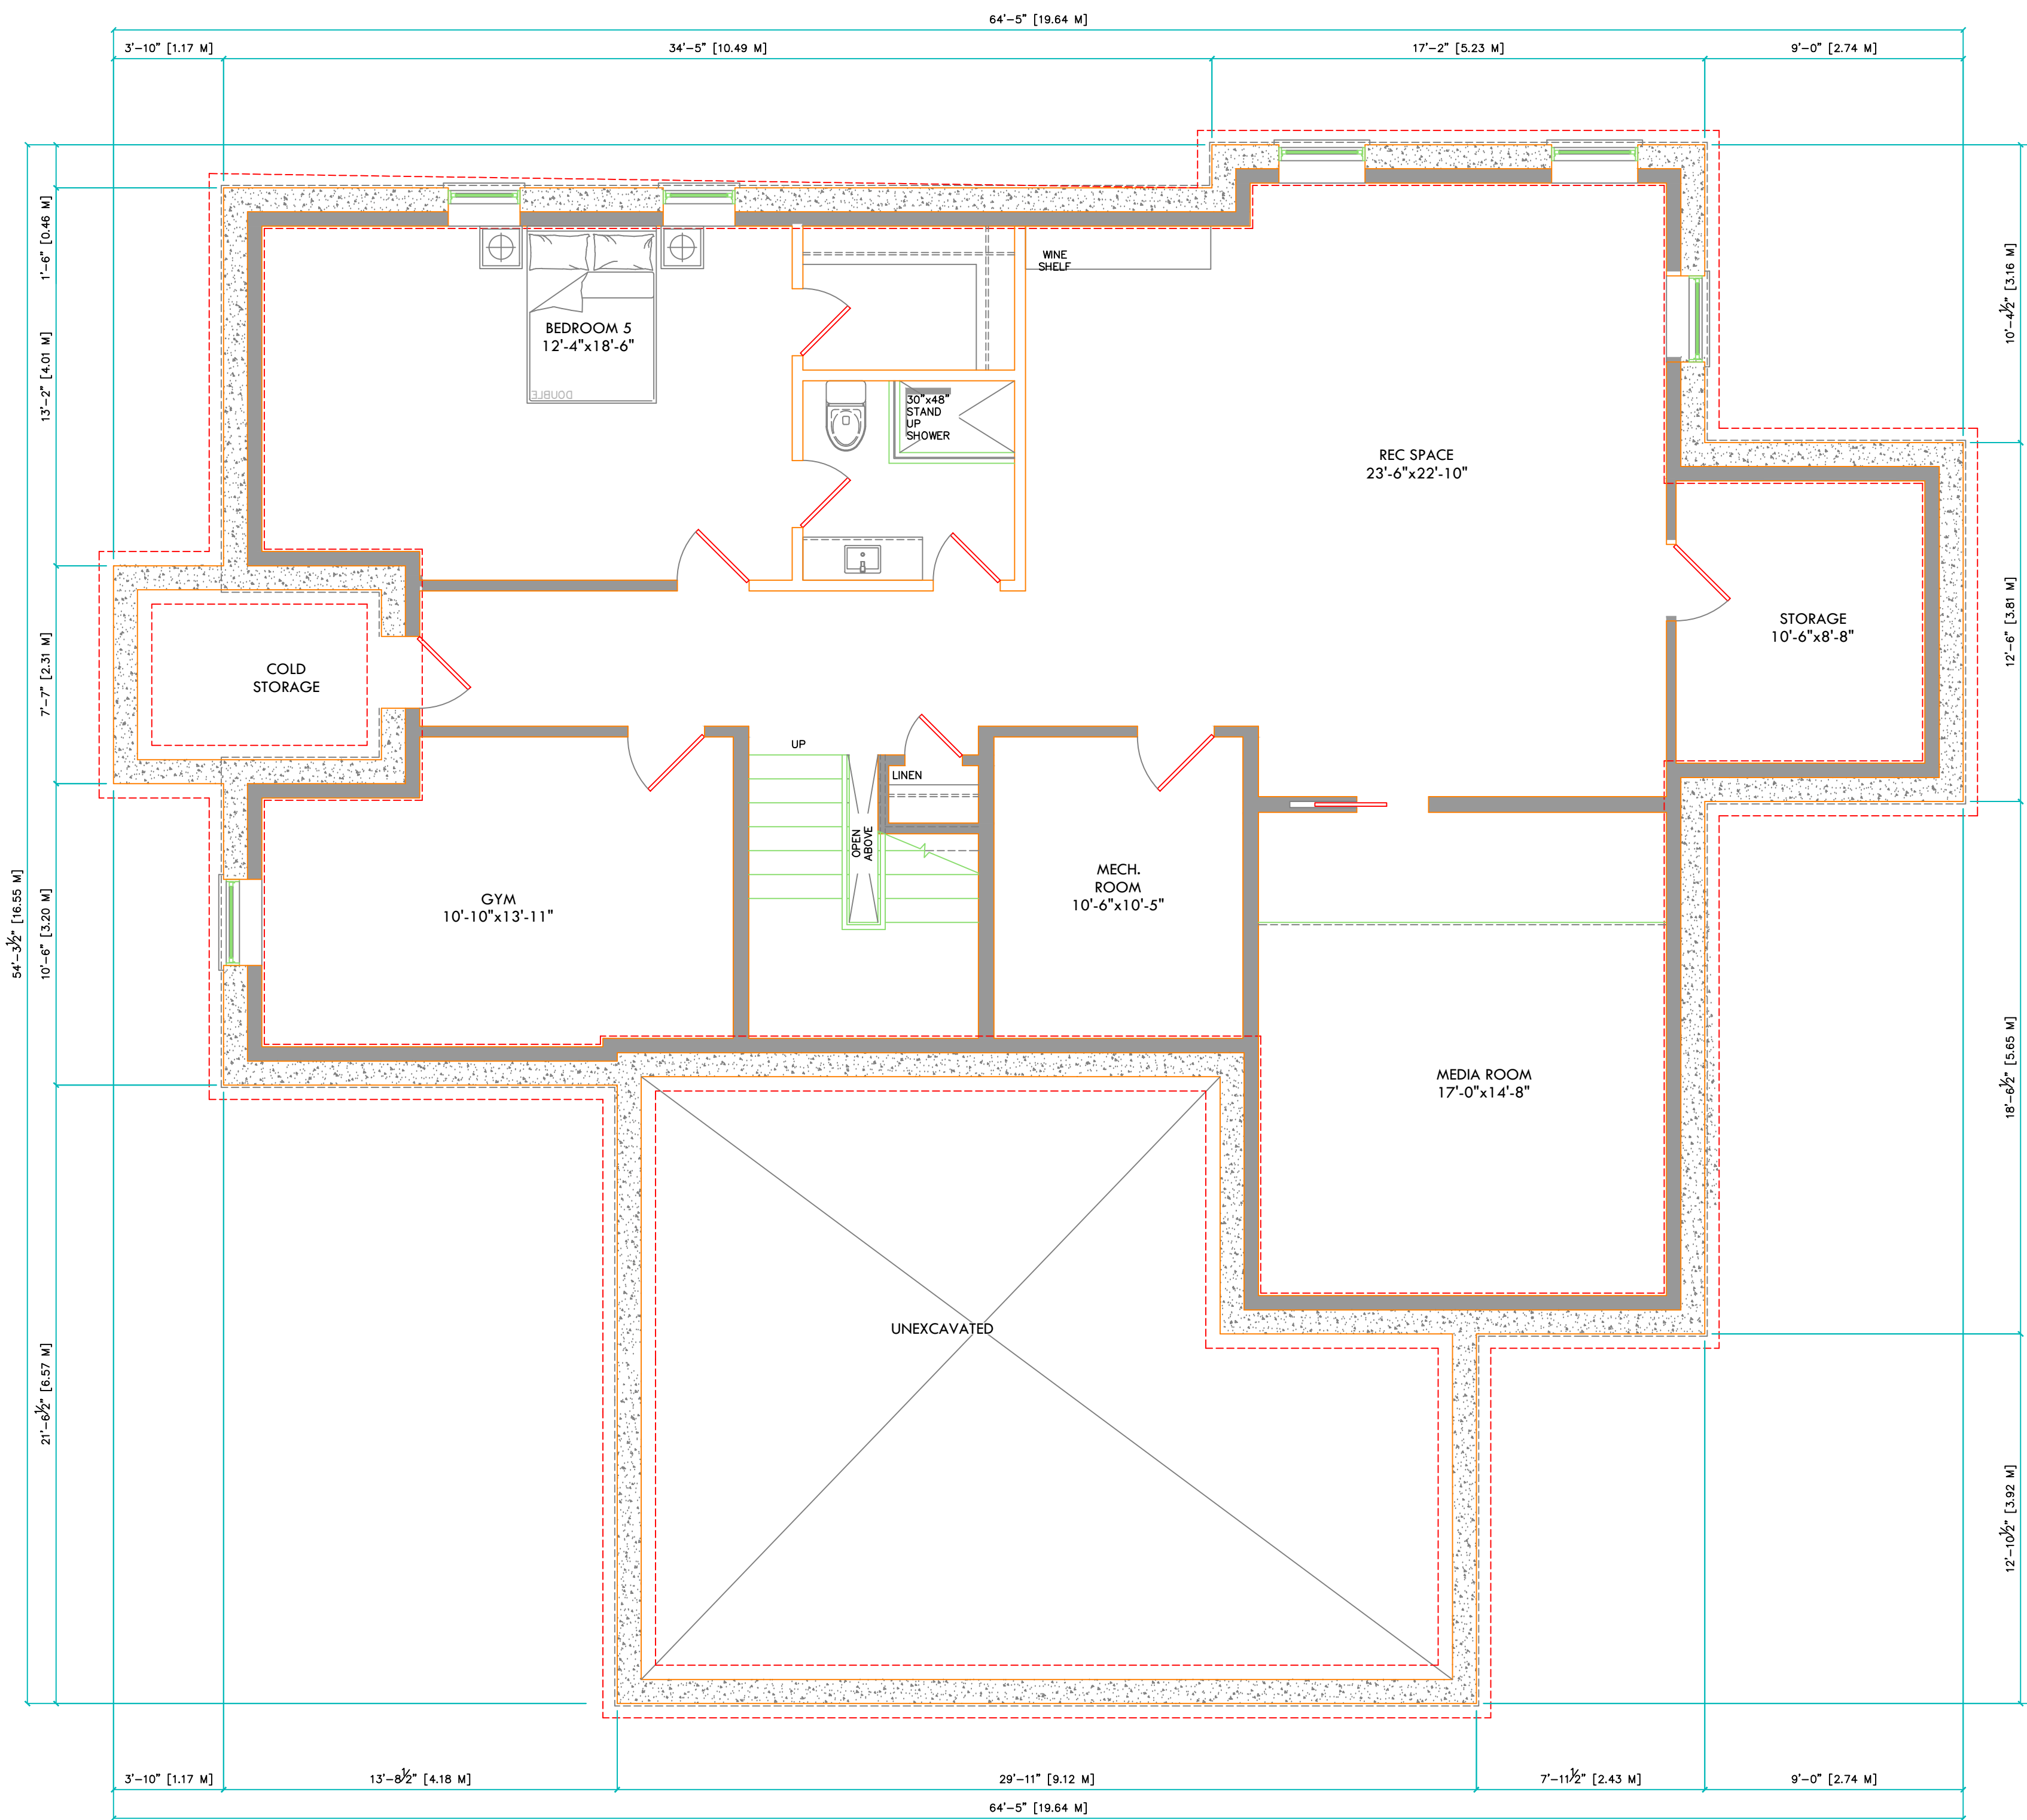 64'-5" [19.64 M]
3'-10" [1.17 M]
34'-5" [10.49 M]
17'-2" [5.23 M]
9'-0" [2.74 M]
1'-6" [0.46 M]
13'-2" [4.01 M]
7'-7" [2.31 M]
10'-6" [3.20 M]
54'-3½" [16.55 M]
21'-6½" [6.57 M]
10'-4½" [3.16 M]
12'-6" [3.81 M]
18'-6½" [5.65 M]
12'-10½" [3.92 M]
WINE
SHELF
BEDROOM 5
12'-4"x18'-6"
DOUBLE
30"x48"
STAND
UP
SHOWER
REC SPACE
23'-6"x22'-10"
STORAGE
10'-6"x8'-8"
COLD
STORAGE
UP
LINEN
OPEN
ABOVE
GYM
10'-10"x13'-11"
MECH.
ROOM
10'-6"x10'-5"
MEDIA ROOM
17'-0"x14'-8"
UNEXCAVATED
3'-10" [1.17 M]
13'-8½" [4.18 M]
29'-11" [9.12 M]
7'-11½" [2.43 M]
9'-0" [2.74 M]
64'-5" [19.64 M]